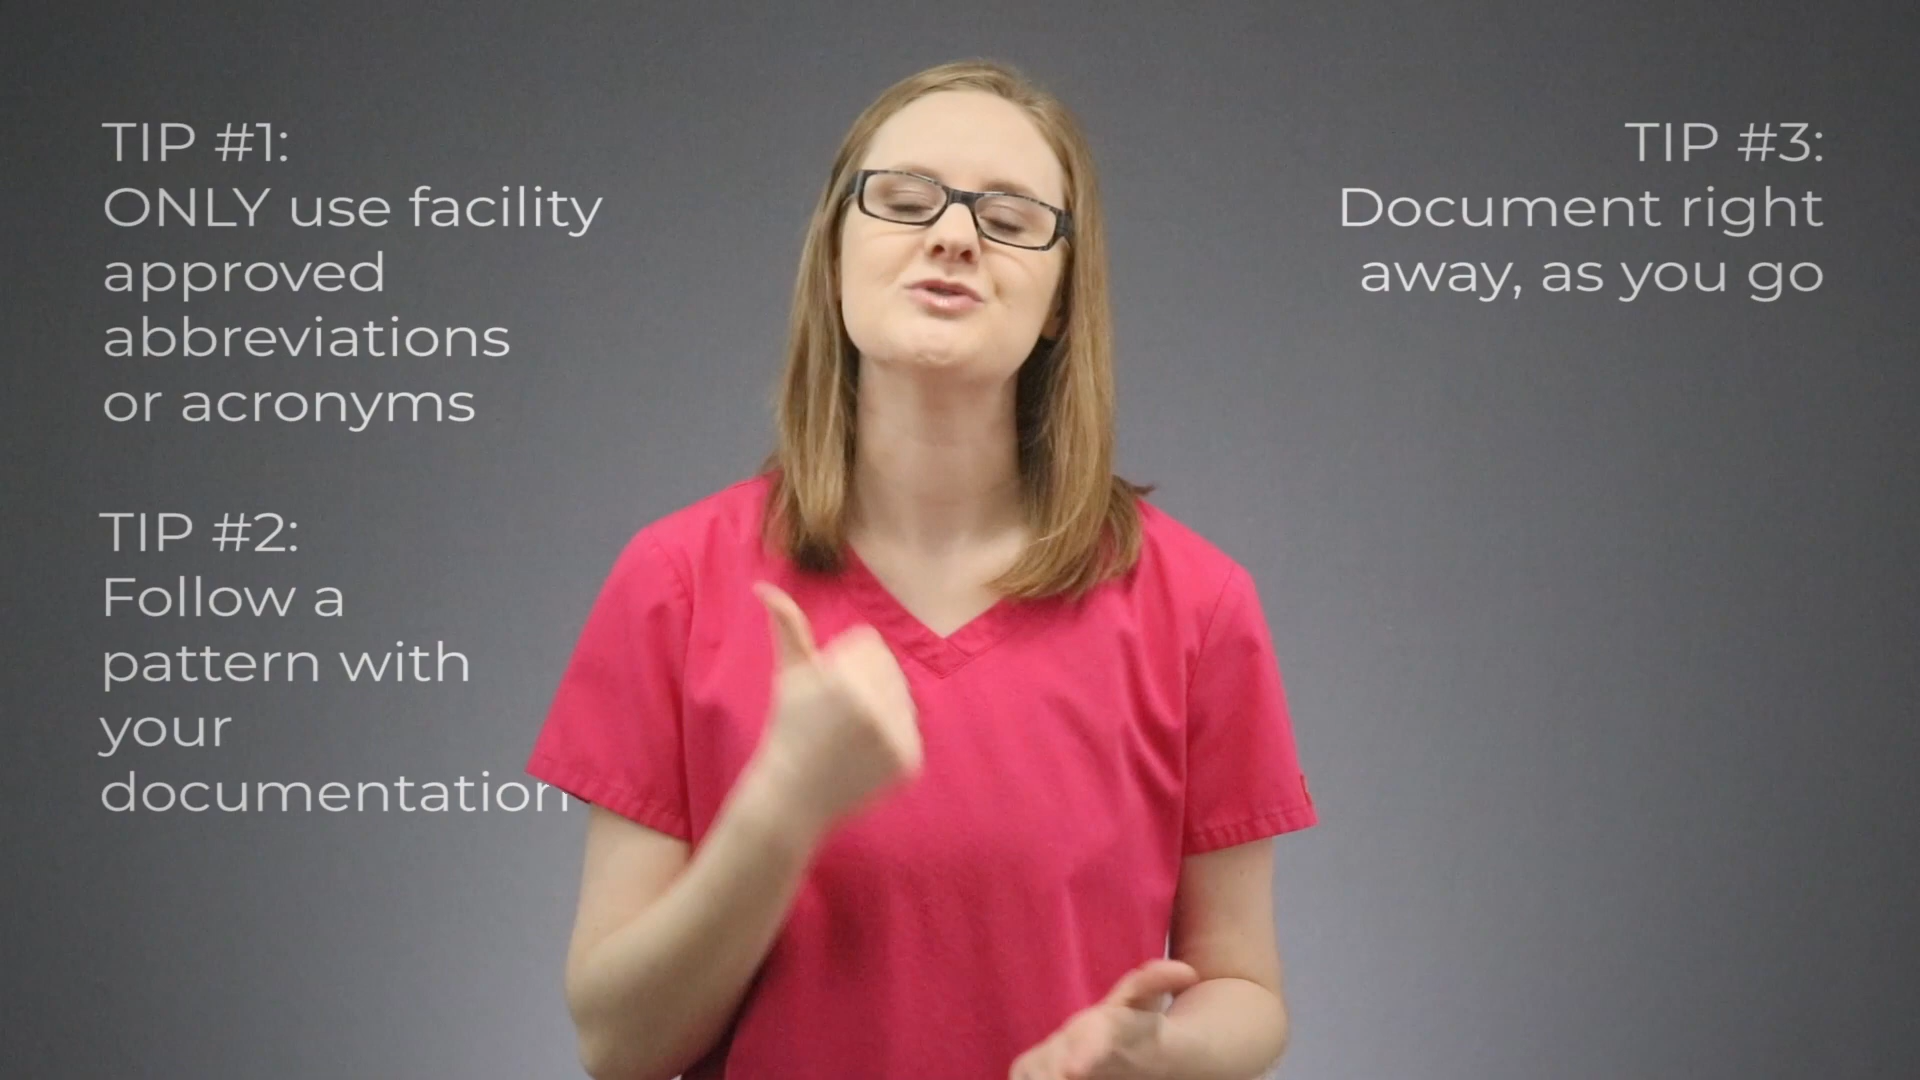 TIP #1:
ONLY use facility
approved
abbreviations
or acronyms
TIP #2:
Follow a
pattern with
your
documentation
TIP #3:
Document right
away, as you go